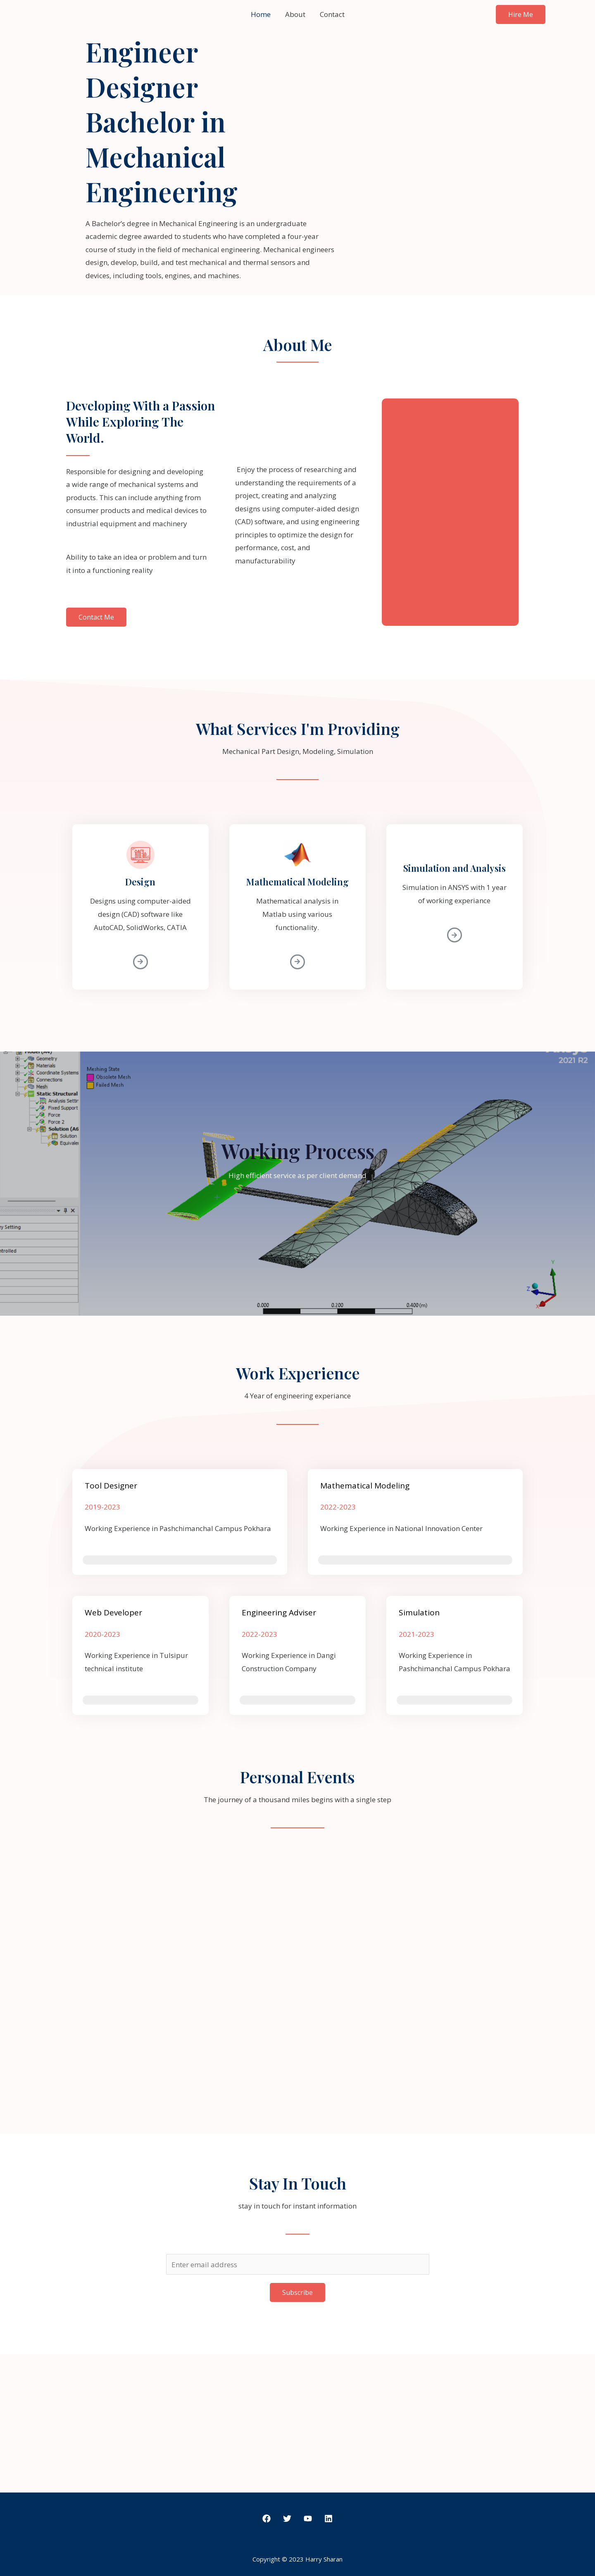 Home About Contact Hire Me
Engineer
Designer
Bachelor in
Mechanical
Engineering
A Bachelor's degree in Mechanical Engineering is an undergraduate
academic degree awarded to students who have completed a four-year
course of study in the field of mechanical engineering. Mechanical engineers
design, develop, build, and test mechanical and thermal sensors and
devices, including tools, engines, and machines.
About Me
Developing With a Passion
While Exploring The
World.
Responsible for designing and developing
a wide range of mechanical systems and
products. This can include anything from
consumer products and medical devices to
industrial equipment and machinery
Ability to take an idea or problem and turn
it into a functioning reality
Contact Me
Enjoy the process of researching and
understanding the requirements of a
project, creating and analyzing
designs using computer-aided design
(CAD) software, and using engineering
principles to optimize the design for
performance, cost, and
manufacturability
What Services I'm Providing
Mechanical Part Design, Modeling, Simulation
Design
Designs using computer-aided
design (CAD) software like
AutoCAD, SolidWorks, CATIA
Mathematical Modeling
Mathematical analysis in
Matlab using various
functionality.
Simulation and Analysis
Simulation in ANSYS with 1 year
of working experiance
2021 R2
Geometry
Materials
Coordinate Systems
Connections
Mesh
Static Structural
Analysis Settin
Fixed Support
Force
Force 2
Solution (A6
Solution
Equivale
Meshing State
Obsolete Mesh
Failed Mesh
Working Process
High efficient service as per client demand
y Setting
ntrolled
0.000 0.200 0.400 (m)
Y
Z
X
Work Experience
4 Year of engineering experiance
Tool Designer
2019-2023
Working Experience in Pashchimanchal Campus Pokhara
Mathematical Modeling
2022-2023
Working Experience in National Innovation Center
Web Developer
2020-2023
Working Experience in Tulsipur
technical institute
Engineering Adviser
2022-2023
Working Experience in Dangi
Construction Company
Simulation
2021-2023
Working Experience in
Pashchimanchal Campus Pokhara
Personal Events
The journey of a thousand miles begins with a single step
Stay In Touch
stay in touch for instant information
Enter email address
Subscribe
Copyright © 2023 Harry Sharan